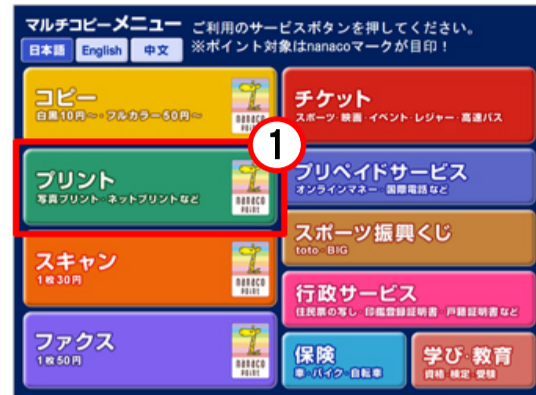 マルチコピーメニュー
ご利用のサービスボタンを押してください。
日本語 English 中文
※ポイント対象はnanacoマークが目印！
コピー
白黒10円～・フルカラー50円～
nanaco
POINT
チケット
スポーツ・映画・イベント・レジャー・高速バス
1
プリント
写真プリント・ネットプリントなど
nanaco
POINT
プリペイドサービス
オンラインマネー・国際電話など
スキャン
1枚30円
nanaco
POINT
スポーツ振興くじ
toto・BIG
行政サービス
住民票の写し・印鑑登録証明書・戸籍証明書など
ファクス
1枚50円
nanaco
POINT
保険
車・バイク・自転車
学び・教育
資格・検定・受験